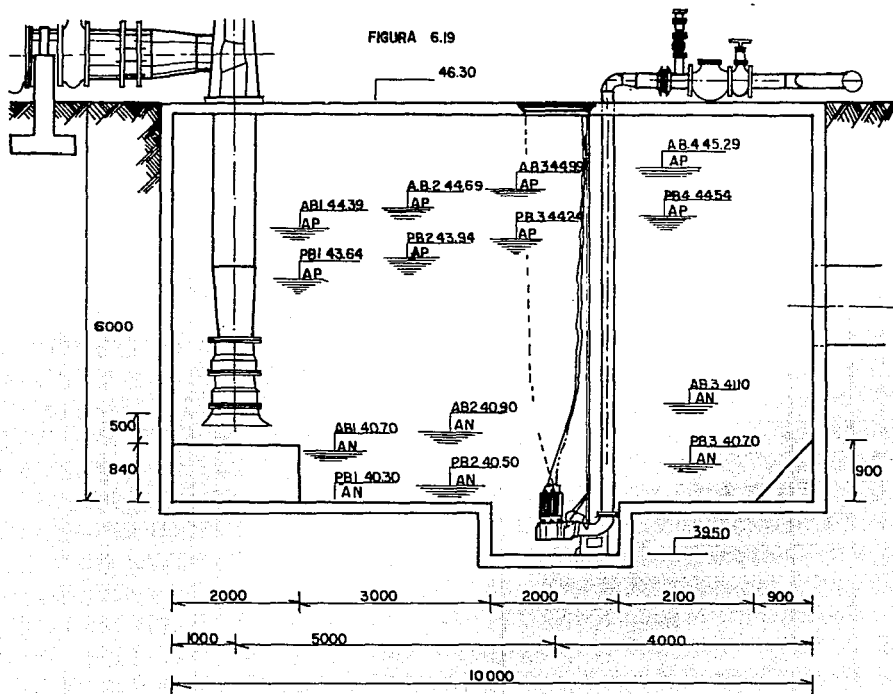 FIGURA 6.19
46.30
A.B.4 45.29
AP
A.B.3 44.99
AP
A.B.2 44.69
AP
AB1 44.39
AP
PB4 44.54
AP
PB.3 44.24
AP
PB2 43.94
AP
PB1 43.64
AP
6000
500
840
AB.3 41.10
AN
AB2 40.90
AN
AB1 40.70
AN
PB.3 40.70
AN
PB2 40.50
AN
PB1 40.30
AN
900
39.50
2000 3000 2000 2100 900
1000 5000 4000
10 000